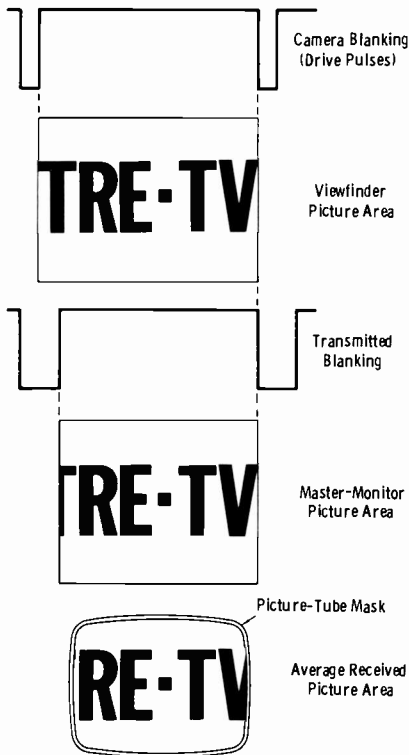 Camera Blanking
(Drive Pulses)
TRE·TV
Viewfinder
Picture Area
Transmitted
Blanking
TRE·TV
Master-Monitor
Picture Area
Picture-Tube Mask
RE·TV
Average Received
Picture Area